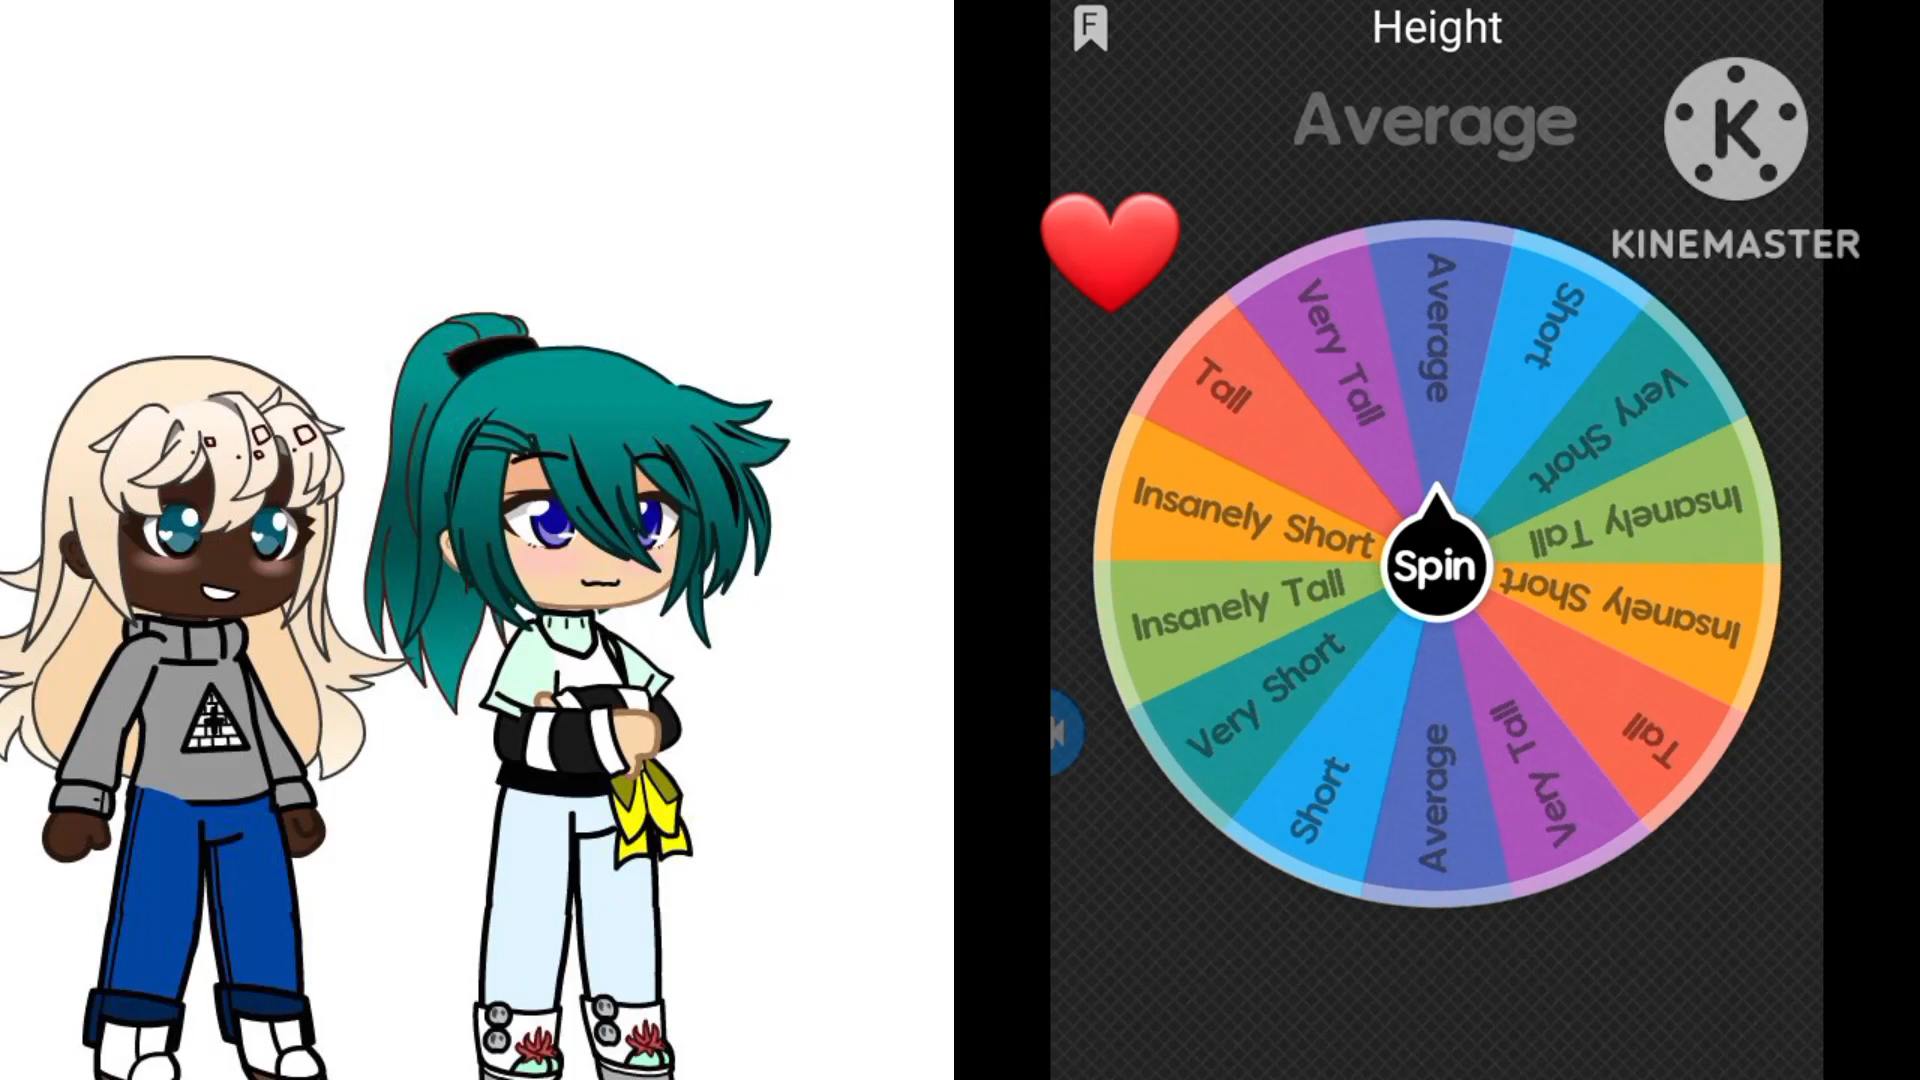 F
Height
Average
K
KINEMASTER
Average
Short
Very Short
Insanely Tall
Insanely Short
Tall
Very Tall
Average
Short
Very Short
Insanely Tall
Insanely Short
Tall
Very Tall
Spin